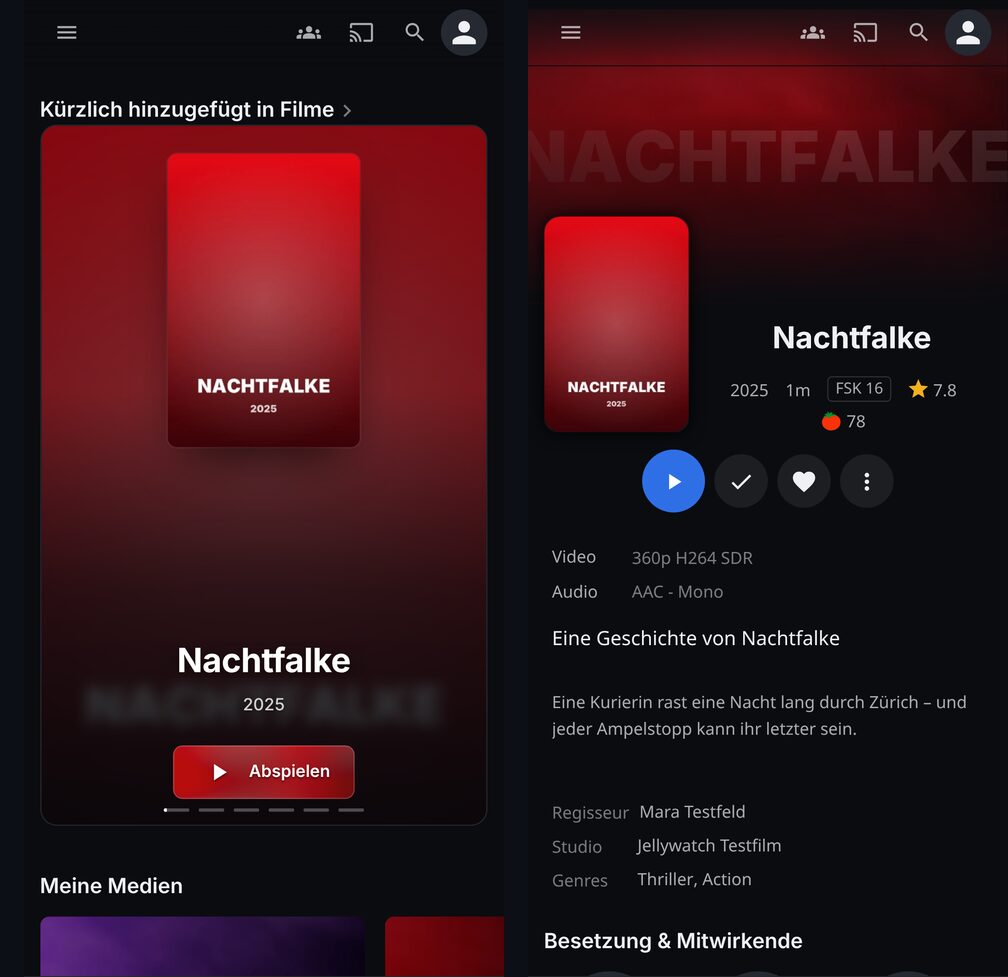 Kürzlich hinzugefügt in Filme
NACHTFALKE
2025
Nachtfalke
NACHTFALKE
2025
Abspielen
Meine Medien
NACHTFALKE
NACHTFALKE
2025
Nachtfalke
2025 1m FSK 16 7.8
78
Video 360p H264 SDR
Audio AAC - Mono
Eine Geschichte von Nachtfalke
Eine Kurierin rast eine Nacht lang durch Zürich – und
jeder Ampelstopp kann ihr letzter sein.
Regisseur Mara Testfeld
Studio Jellywatch Testfilm
Genres Thriller, Action
Besetzung & Mitwirkende